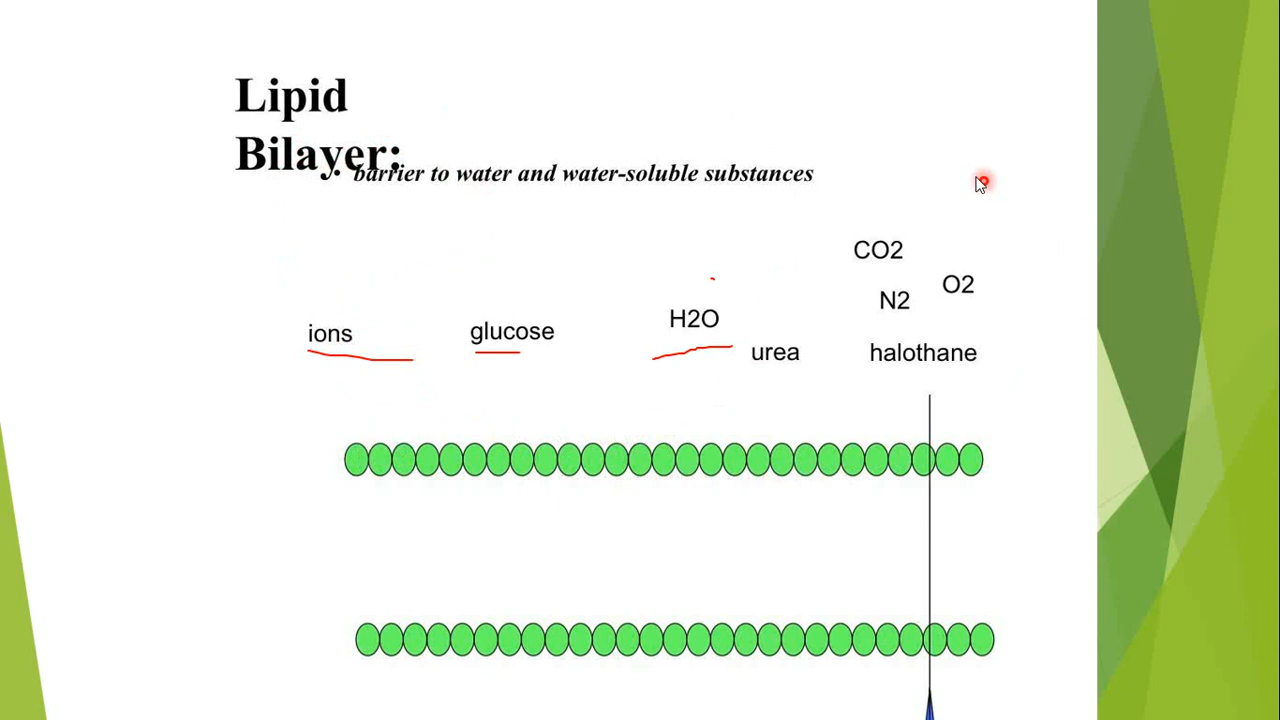 Lipid
Bilayer:
• barrier to water and water-soluble substances
CO2
O2
N2
ions
glucose
H2O
urea
halothane